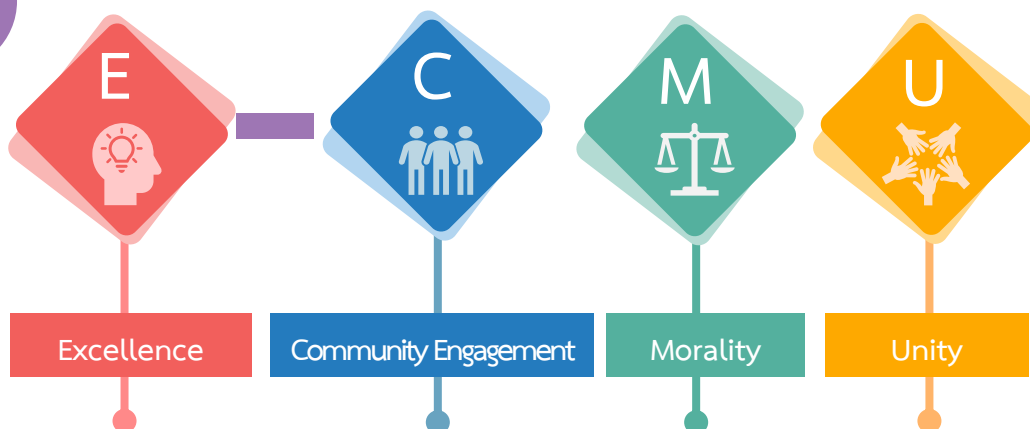 E
C
M
U
Excellence
Community Engagement
Morality
Unity